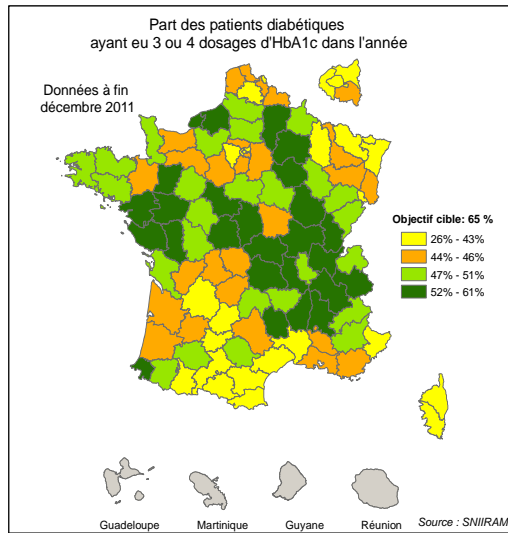 Part des patients diabétiques
ayant eu 3 ou 4 dosages d'HbA1c dans l'année
Données à fin
décembre 2011
Objectif cible: 65 %
26% - 43%
44% - 46%
47% - 51%
52% - 61%
Guadeloupe Martinique Guyane Réunion
Source : SNIIRAM